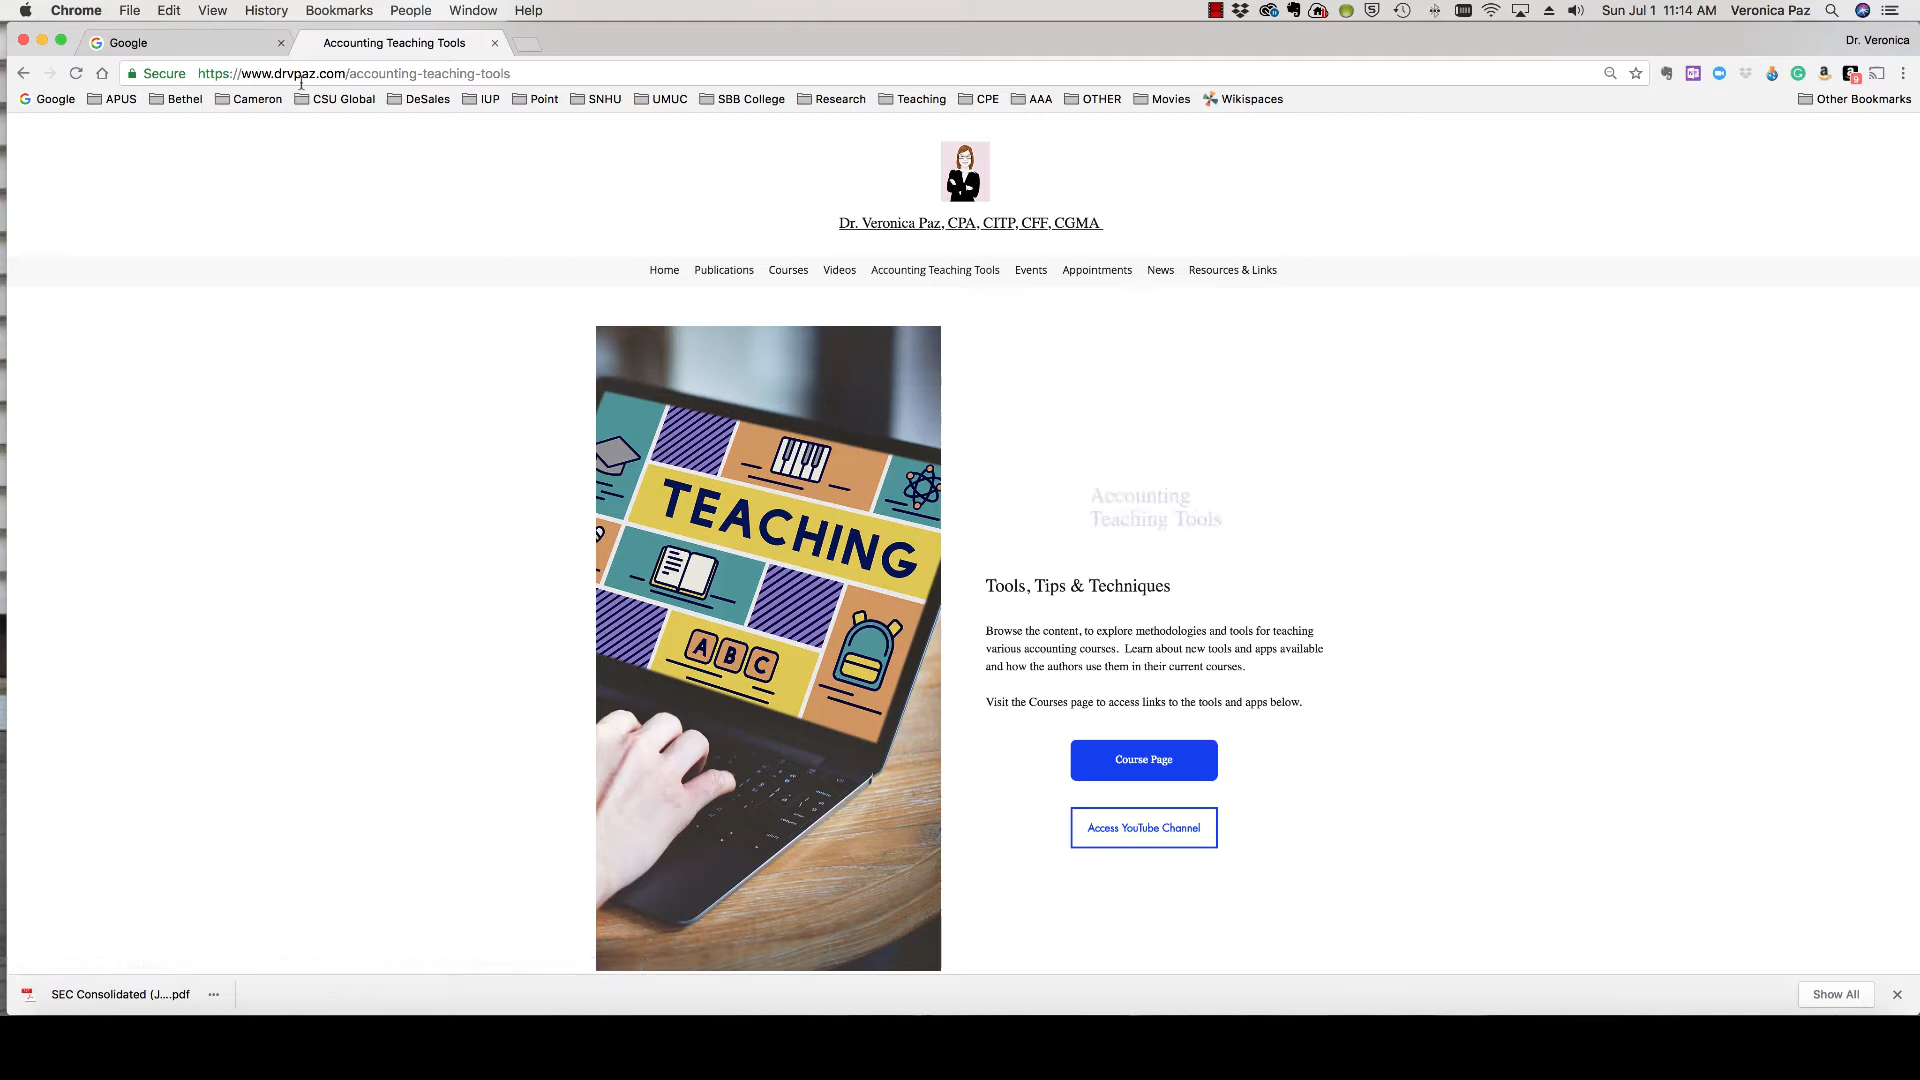 Chrome File Edit View History Bookmarks People Window Help Sun Jul 1 11:14 AM Veronica Paz
Google Accounting Teaching Tools Dr. Veronica
Secure https://www.drvpaz.com/accounting-teaching-tools
Google APUS Bethel Cameron CSU Global DeSales IUP Point SNHU UMUC SBB College Research Teaching CPE AAA OTHER Movies Wikispaces Other Bookmarks
Dr. Veronica Paz, CPA, CITP, CFF, CGMA
Home Publications Courses Videos Accounting Teaching Tools Events Appointments News Resources & Links
TEACHING
A B C
Accounting
Teaching Tools
Tools, Tips & Techniques
Browse the content, to explore methodologies and tools for teaching
various accounting courses. Learn about new tools and apps available
and how the authors use them in their current courses.
Visit the Courses page to access links to the tools and apps below.
Course Page
Access YouTube Channel
SEC Consolidated (J....pdf Show All